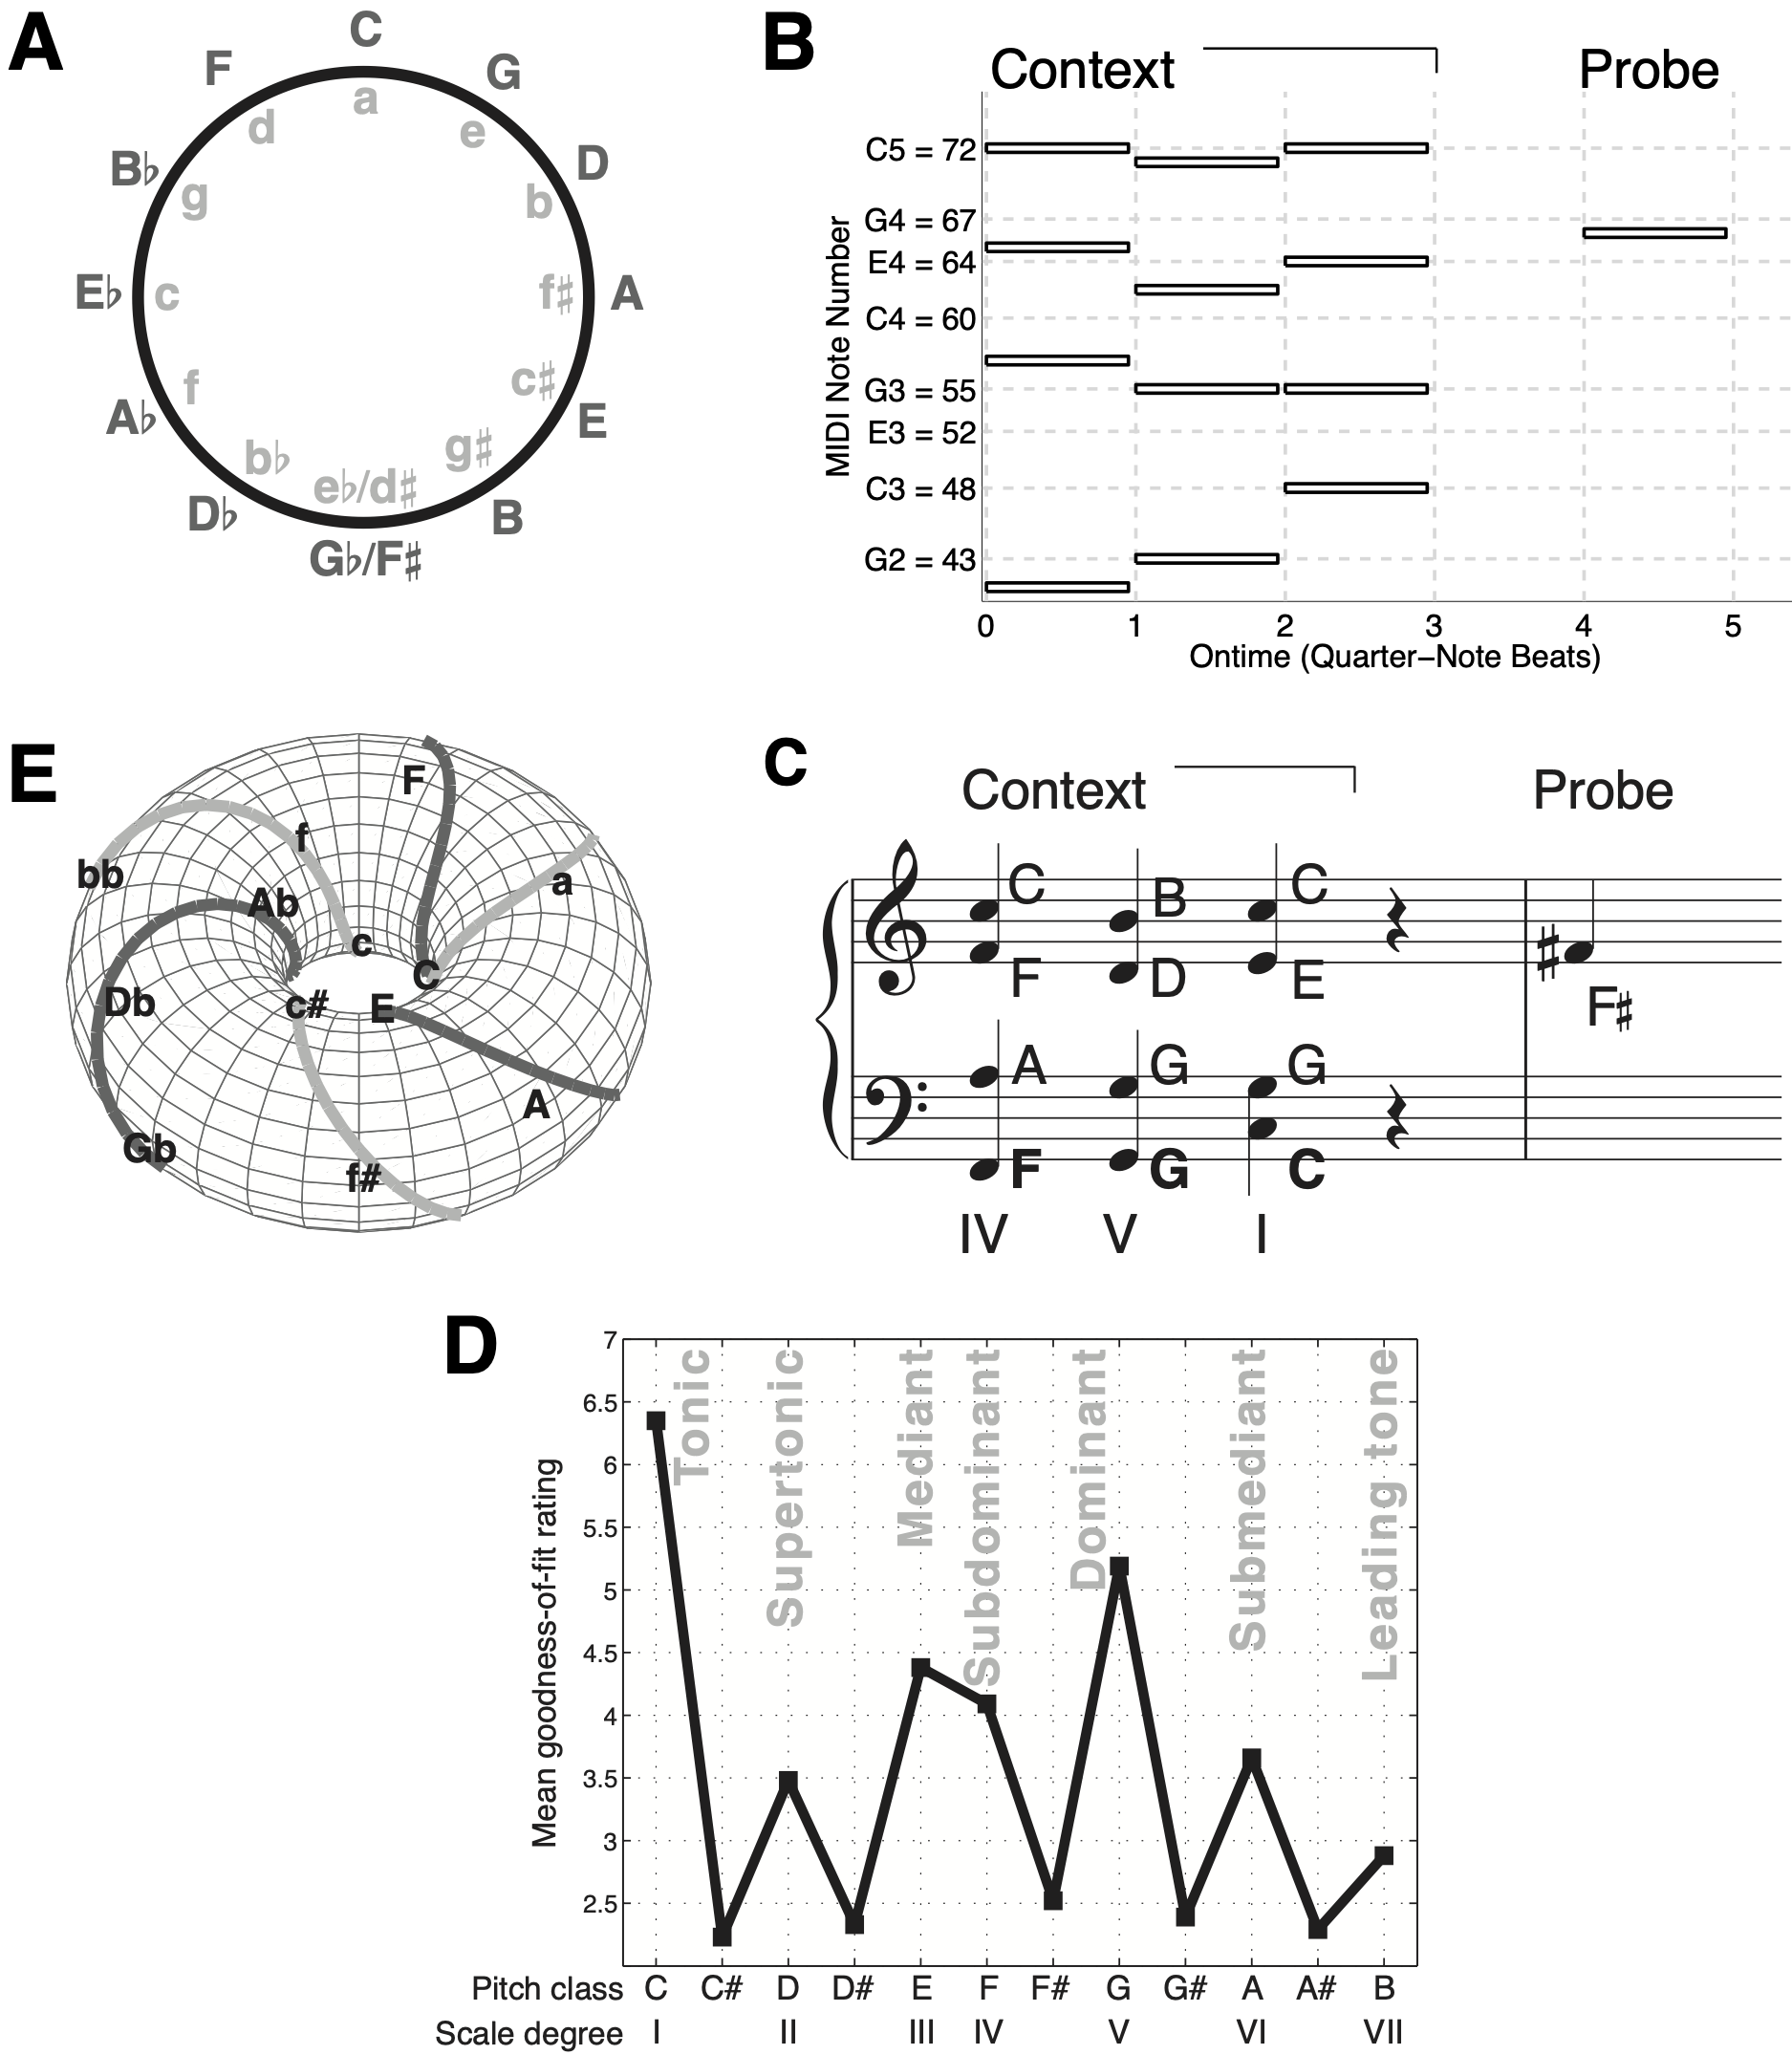 A
C
F
G
a
d
e
B♭
D
g
b
E♭
c
f♯
A
f
c♯
A♭
E
b♭
g♯
e♭/d♯
D♭
B
G♭/F♯
B
Context
Probe
C5 = 72
G4 = 67
E4 = 64
C4 = 60
G3 = 55
E3 = 52
C3 = 48
G2 = 43
MIDI Note Number
0 1 2 3 4 5
Ontime (Quarter–Note Beats)
E
F
f
a
bb
Ab
c
C
Db
c#
E
A
Gb
f#
C
Context
Probe
C B C
F D E
F♯
A G G
F G C
IV V I
D
7
6.5
6
5.5
5
4.5
4
3.5
3
2.5
Mean goodness-of-fit rating
Tonic
Supertonic
Mediant
Subdominant
Dominant
Submediant
Leading tone
Pitch class C C# D D# E F F# G G# A A# B
Scale degree I II III IV V VI VII